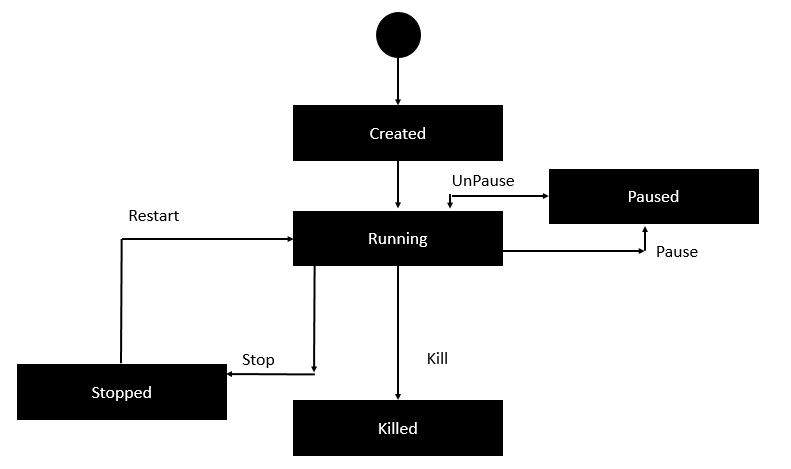 Created
UnPause
Paused
Restart
Running
Pause
Stop
Kill
Stopped
Killed